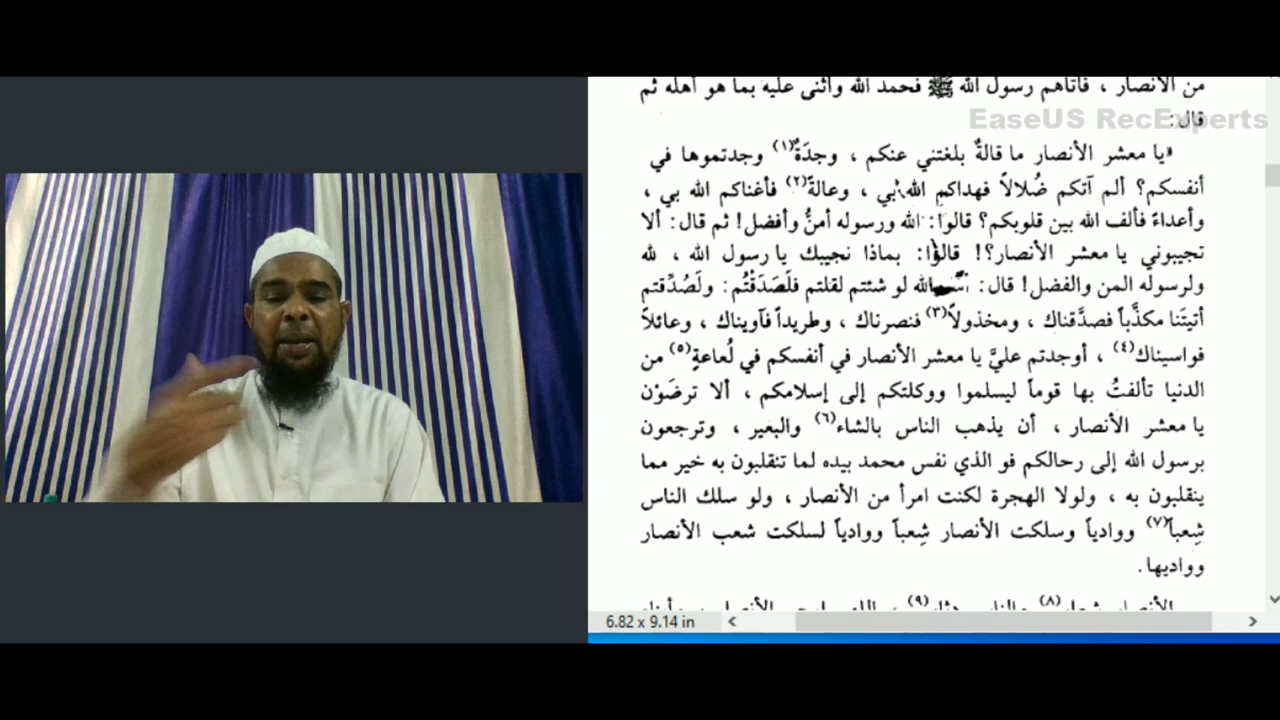 من الأنصار ، فأتاهم رسول الله ﷺ فحمد الله وأثنى عليه بما هو أهله ثم
قال:
EaseUS RecExperts
«يا معشر الأنصار ما قالةٌ بلغتني عنكم ، وجدَةٌ(١) وجدتموها في
أنفسكم؟ ألم آتكم ضُلالاً فهداكم الله بي ، وعالةً(٢) فأغناكم الله بي ،
وأعداءً فألف الله بين قلوبكم؟ قالوا: الله ورسوله أمنُّ وأفضل! ثم قال: ألا
تجيبوني يا معشر الأنصار؟! قالوا: بماذا نجيبك يا رسول الله ، لله
ولرسوله المن والفضل! قال: والله لو شئتم لقلتم فلَصَدَقْتُم: ولَصُدِّقتم
أتيتَنا مكذَّباً فصدَّقناك ، ومخذولاً(٣) فنصرناك ، وطريداً فآويناك ، وعائلاً
فواسيناك(٤) ، أوجدتم عليَّ يا معشر الأنصار في أنفسكم في لُعاعةٍ(٥) من
الدنيا تألفتُ بها قوماً ليسلموا ووكلتكم إلى إسلامكم ، ألا ترضَوْن
يا معشر الأنصار ، أن يذهب الناس بالشاء(٦) والبعير ، وترجعون
برسول الله إلى رحالكم فو الذي نفس محمد بيده لما تنقلبون به خير مما
ينقلبون به ، ولولا الهجرة لكنت امرأ من الأنصار ، ولو سلك الناس
شِعباً(٧) ووادياً وسلكت الأنصار شِعباً ووادياً لسلكت شعب الأنصار
وواديها.
الأنصار شعار(٨) والناس دثار(٩)
6.82 x 9.14 in